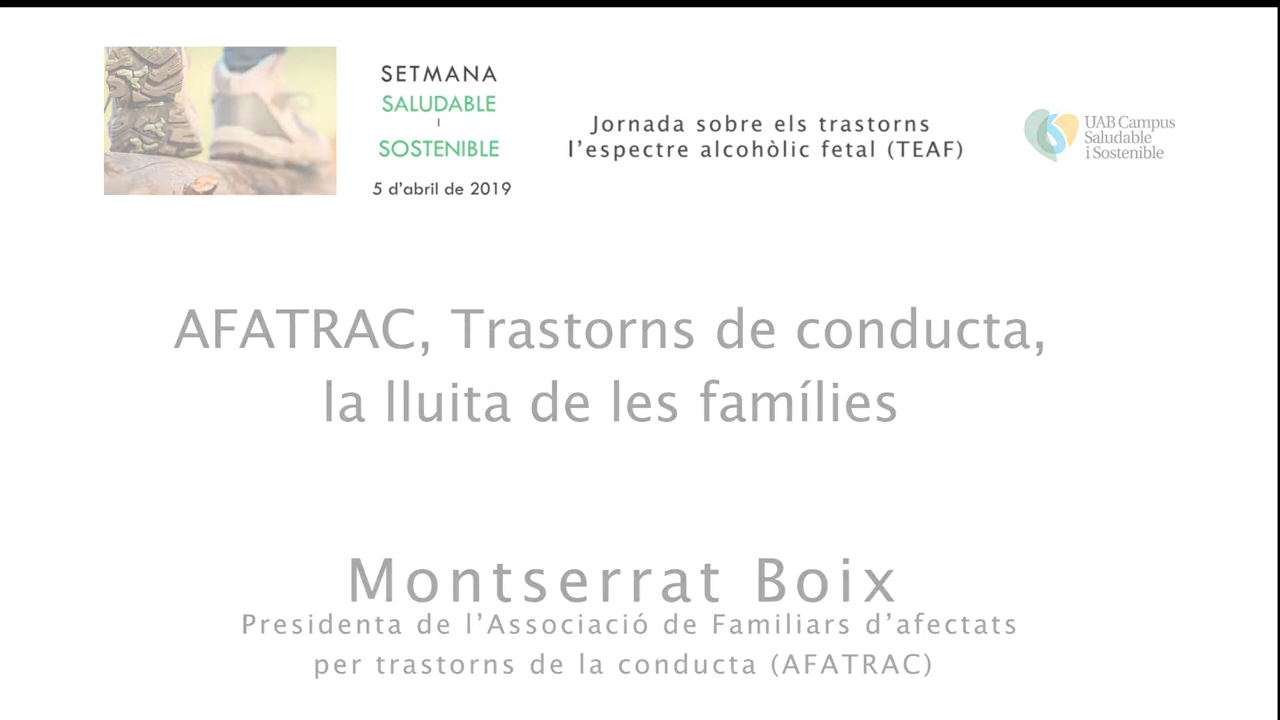 SETMANA
SALUDABLE
I
SOSTENIBLE
5 d'abril de 2019
Jornada sobre els trastorns
l'espectre alcohòlic fetal (TEAF)
UAB Campus
Saludable
i Sostenible
AFATRAC, Trastorns de conducta,
la lluita de les famílies
Montserrat Boix
Presidenta de l'Associació de Familiars d'afectats
per trastorns de la conducta (AFATRAC)